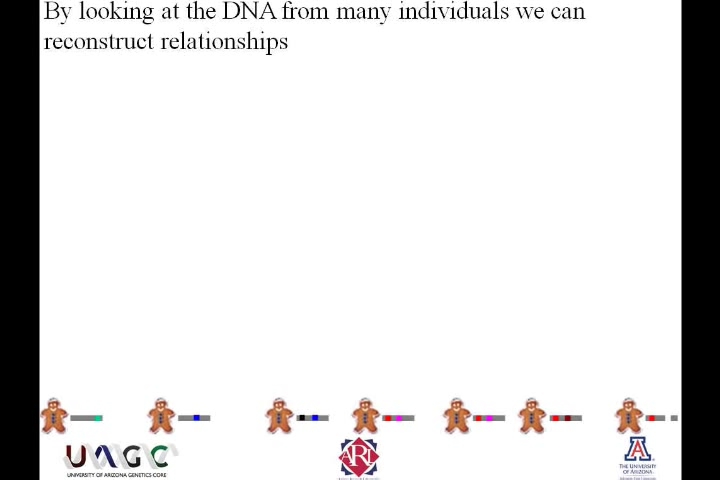 By looking at the DNA from many individuals we can
reconstruct relationships
UAGC
UNIVERSITY OF ARIZONA GENETICS CORE
ARL
A
THE UNIVERSITY
OF ARIZONA